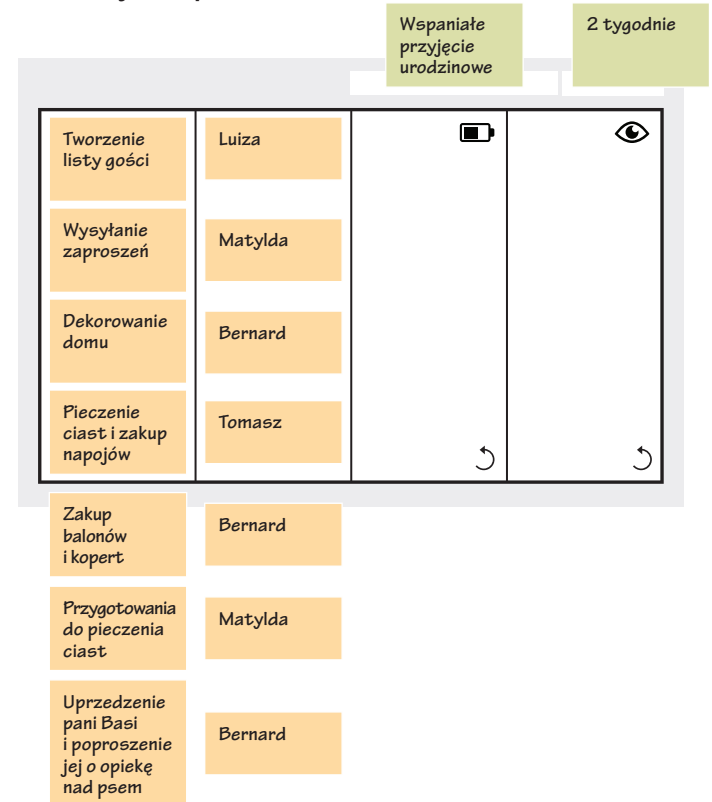 Wspaniałe
przyjęcie
urodzinowe
2 tygodnie
Tworzenie
listy gości
Luiza
Wysyłanie
zaproszeń
Matylda
Dekorowanie
domu
Bernard
Pieczenie
ciast i zakup
napojów
Tomasz
Zakup
balonów
i kopert
Bernard
Przygotowania
do pieczenia
ciast
Matylda
Uprzedzenie
pani Basi
i poproszenie
jej o opiekę
nad psem
Bernard